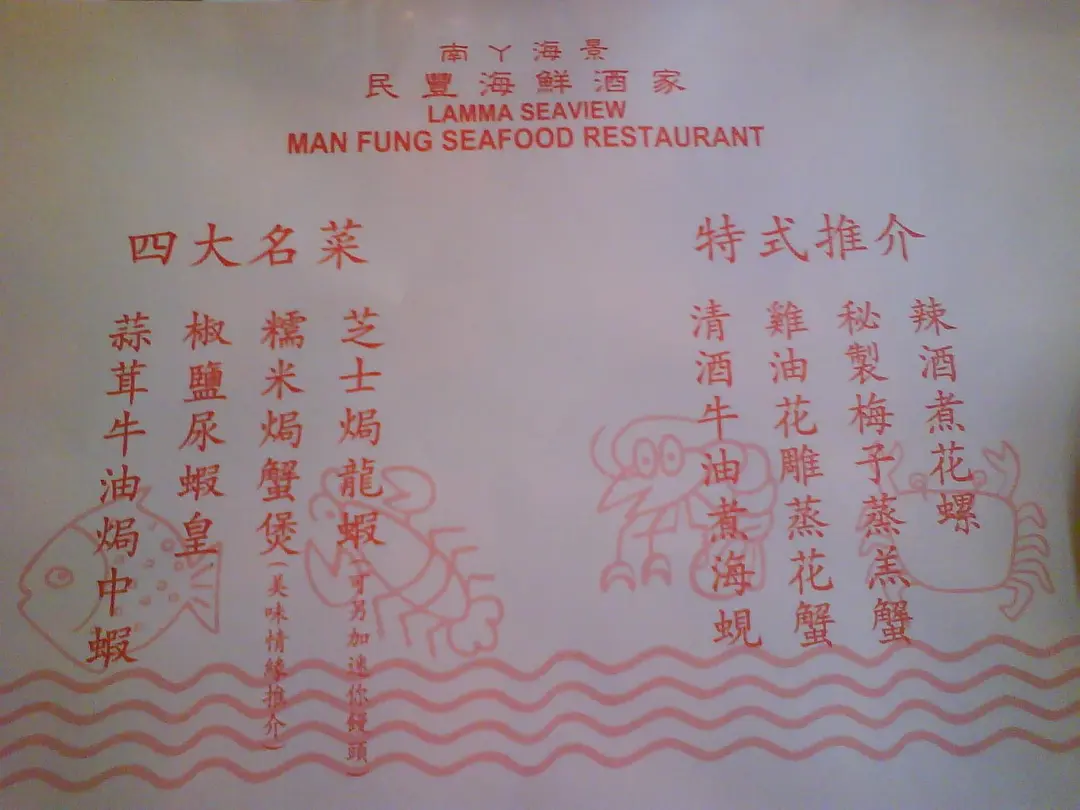 南丫海景
民豐海鮮酒家
LAMMA SEAVIEW
MAN FUNG SEAFOOD RESTAURANT
四大名菜
芝士焗龍蝦(可另加迷你饅頭)
糯米焗蟹煲(美味情緣推介)
椒鹽尿蝦皇
蒜茸牛油焗中蝦
特式推介
辣酒煮花螺
秘製梅子蒸羔蟹
雞油花雕蒸花蟹
清酒牛油煮海蜆